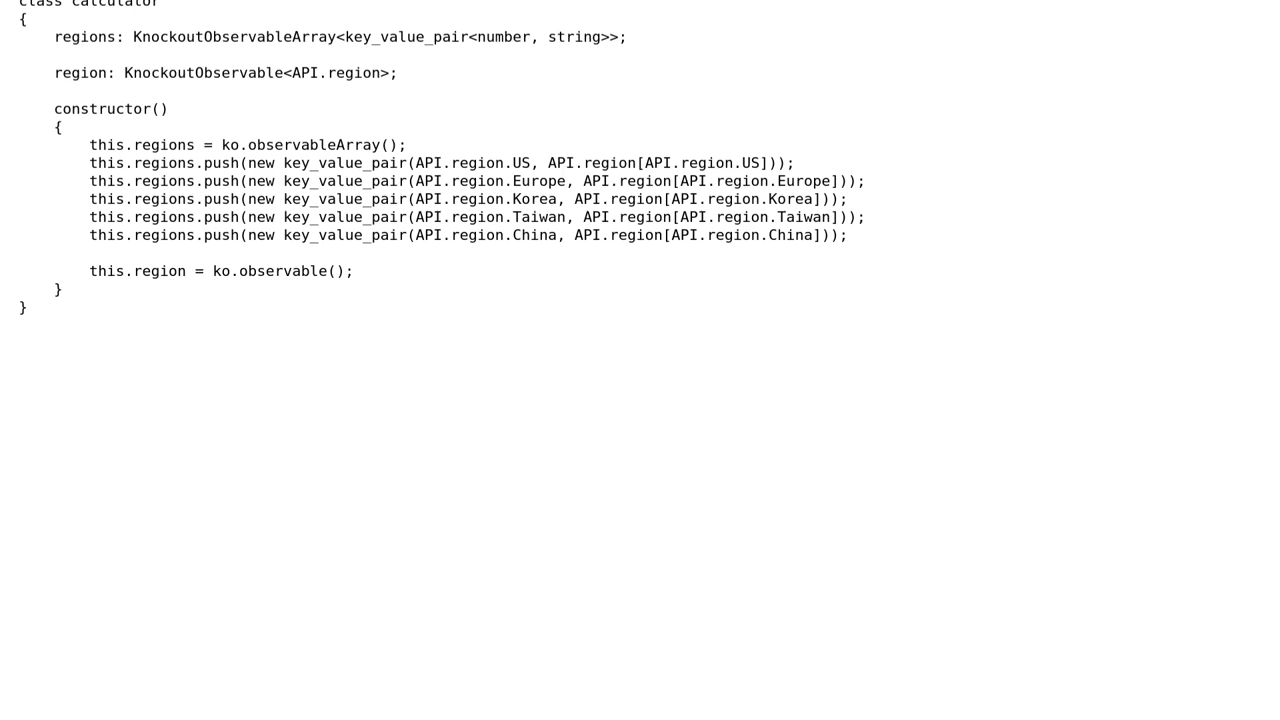 class calculator
{
    regions: KnockoutObservableArray<key_value_pair<number, string>>;

    region: KnockoutObservable<API.region>;

    constructor()
    {
        this.regions = ko.observableArray();
        this.regions.push(new key_value_pair(API.region.US, API.region[API.region.US]));
        this.regions.push(new key_value_pair(API.region.Europe, API.region[API.region.Europe]));
        this.regions.push(new key_value_pair(API.region.Korea, API.region[API.region.Korea]));
        this.regions.push(new key_value_pair(API.region.Taiwan, API.region[API.region.Taiwan]));
        this.regions.push(new key_value_pair(API.region.China, API.region[API.region.China]));

        this.region = ko.observable();
    }
}